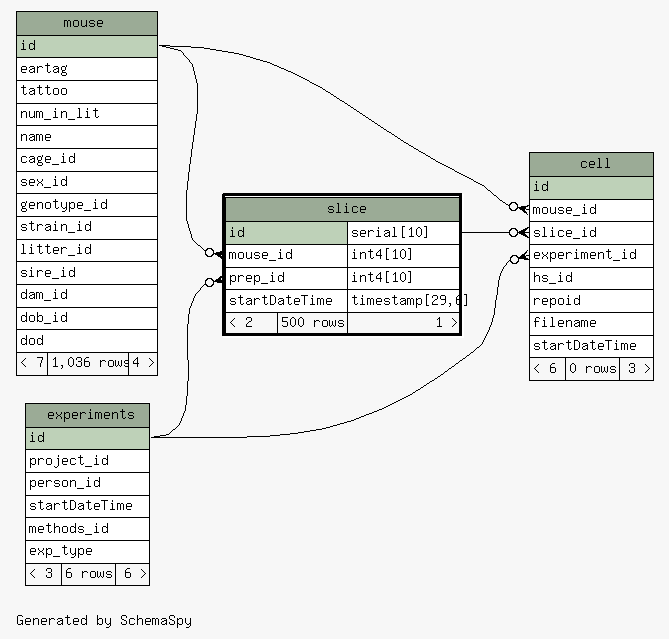 mouse
id
eartag
tattoo
num_in_lit
name
cage_id
sex_id
genotype_id
strain_id
litter_id
sire_id
dam_id
dob_id
dod
< 7 1,036 rows 4 >
slice
id serial[10]
mouse_id int4[10]
prep_id int4[10]
startDateTime timestamp[29,6]
< 2 500 rows 1 >
cell
id
mouse_id
slice_id
experiment_id
hs_id
repoid
filename
startDateTime
< 6 0 rows 3 >
experiments
id
project_id
person_id
startDateTime
methods_id
exp_type
< 3 6 rows 6 >
Generated by SchemaSpy